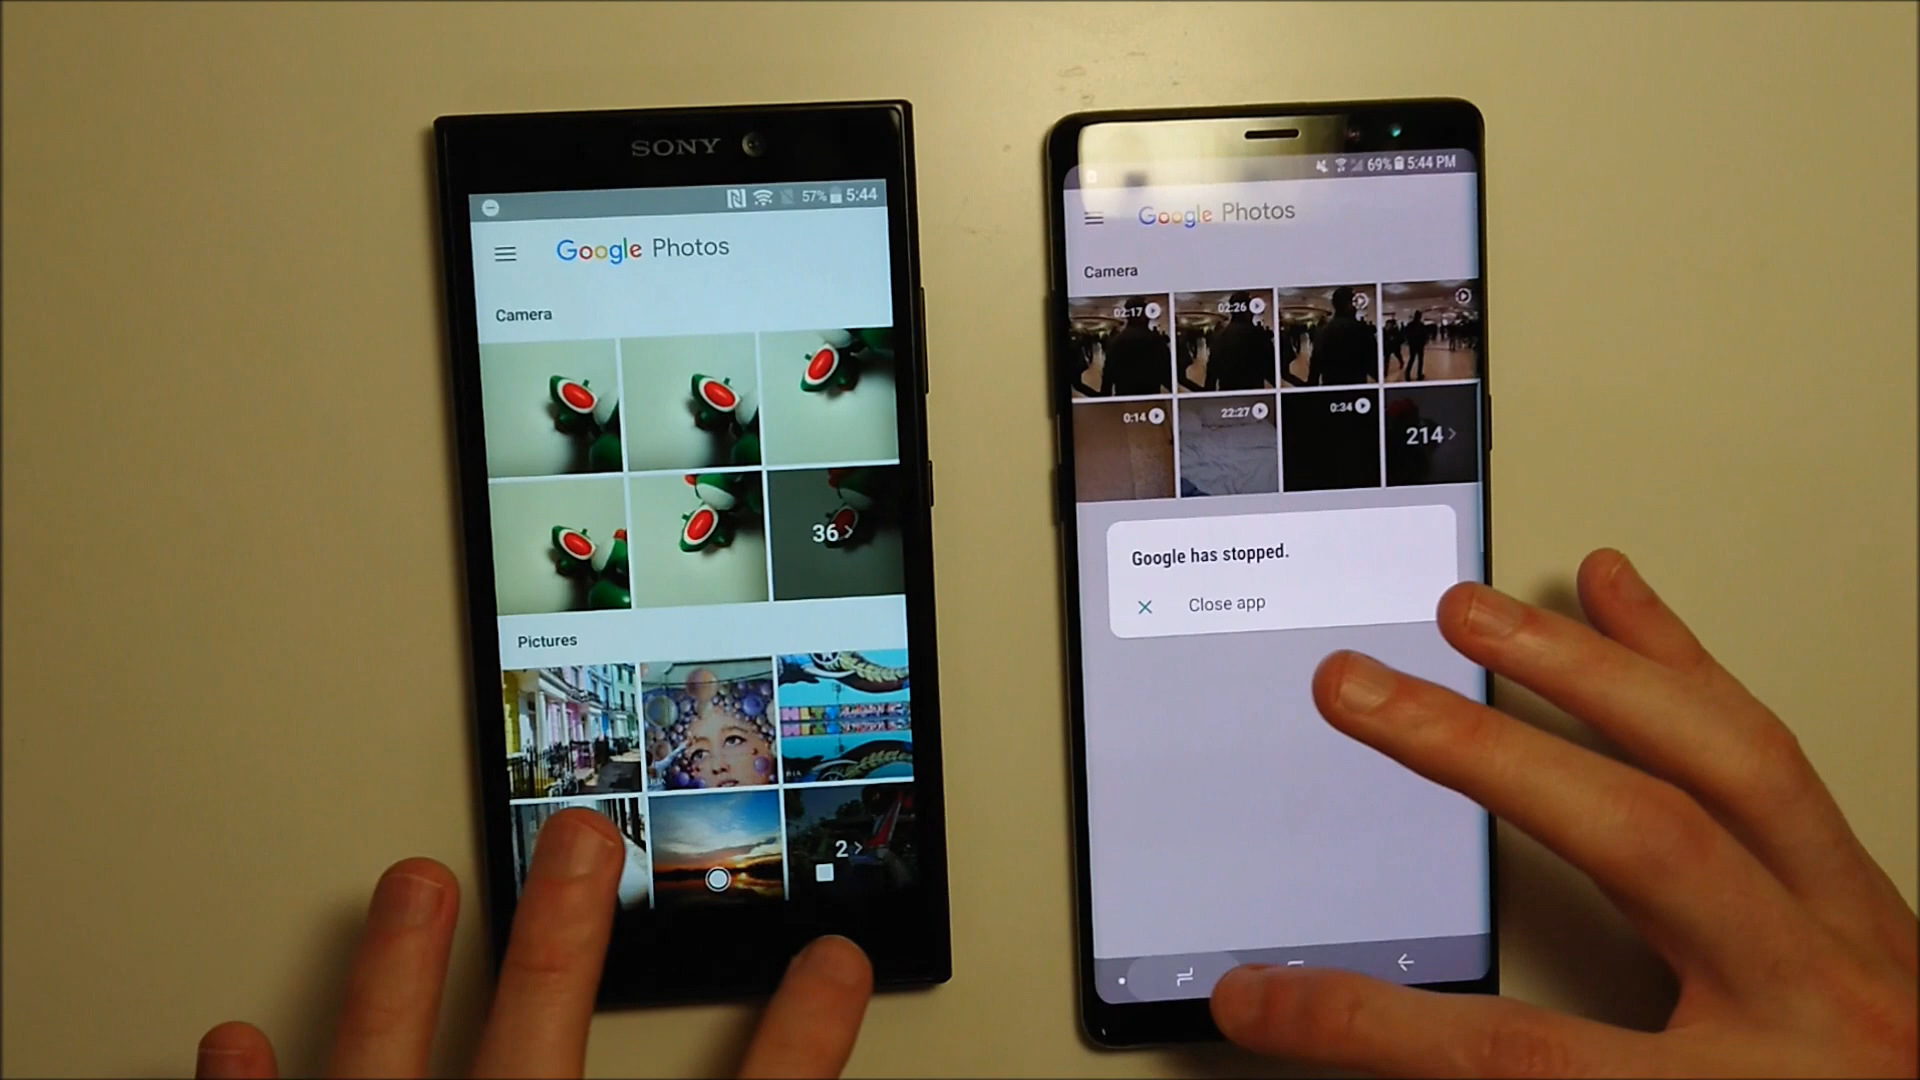 SONY
57% 5:44
Google Photos
Camera
36 >
Pictures
2 >
69% 5:44 PM
Google Photos
Camera
02:17
02:26
0:14
22:27
0:34
214 >
Google has stopped.
Close app